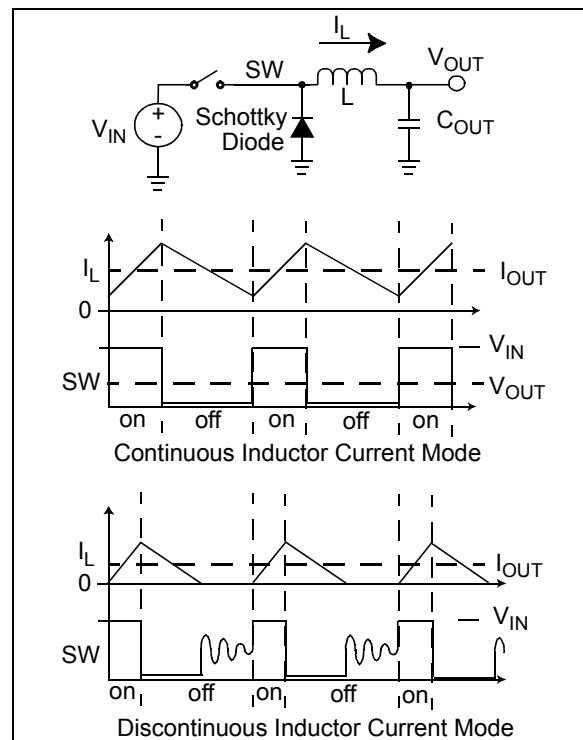 I_L
V_OUT
SW
L
Schottky
Diode
V_IN
+
-
C_OUT
I_L
I_OUT
0
V_IN
SW
V_OUT
on off on off on
Continuous Inductor Current Mode
I_L
I_OUT
0
V_IN
SW
on off on off on
Discontinuous Inductor Current Mode